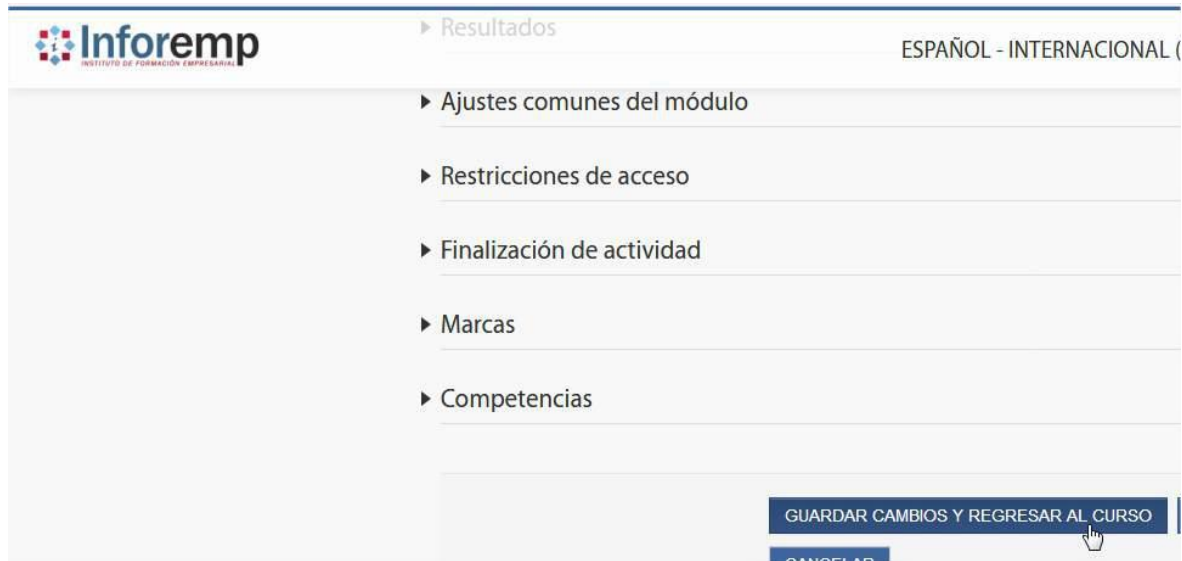 Resultados
Inforemp
INSTITUTO DE FORMACIÓN EMPRESARIAL
ESPAÑOL - INTERNACIONAL (
Ajustes comunes del módulo
Restricciones de acceso
Finalización de actividad
Marcas
Competencias
GUARDAR CAMBIOS Y REGRESAR AL CURSO
CANCELAR